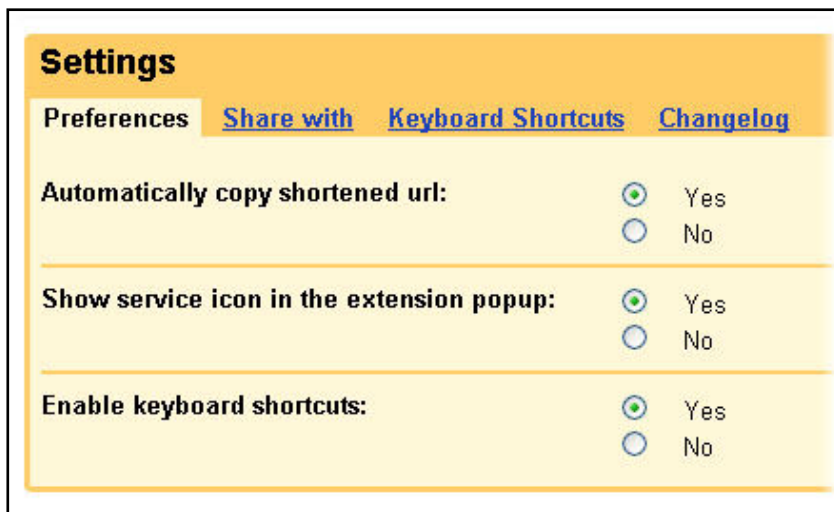 Settings
Preferences Share with Keyboard Shortcuts Changelog
Automatically copy shortened url: Yes
No
Show service icon in the extension popup: Yes
No
Enable keyboard shortcuts: Yes
No